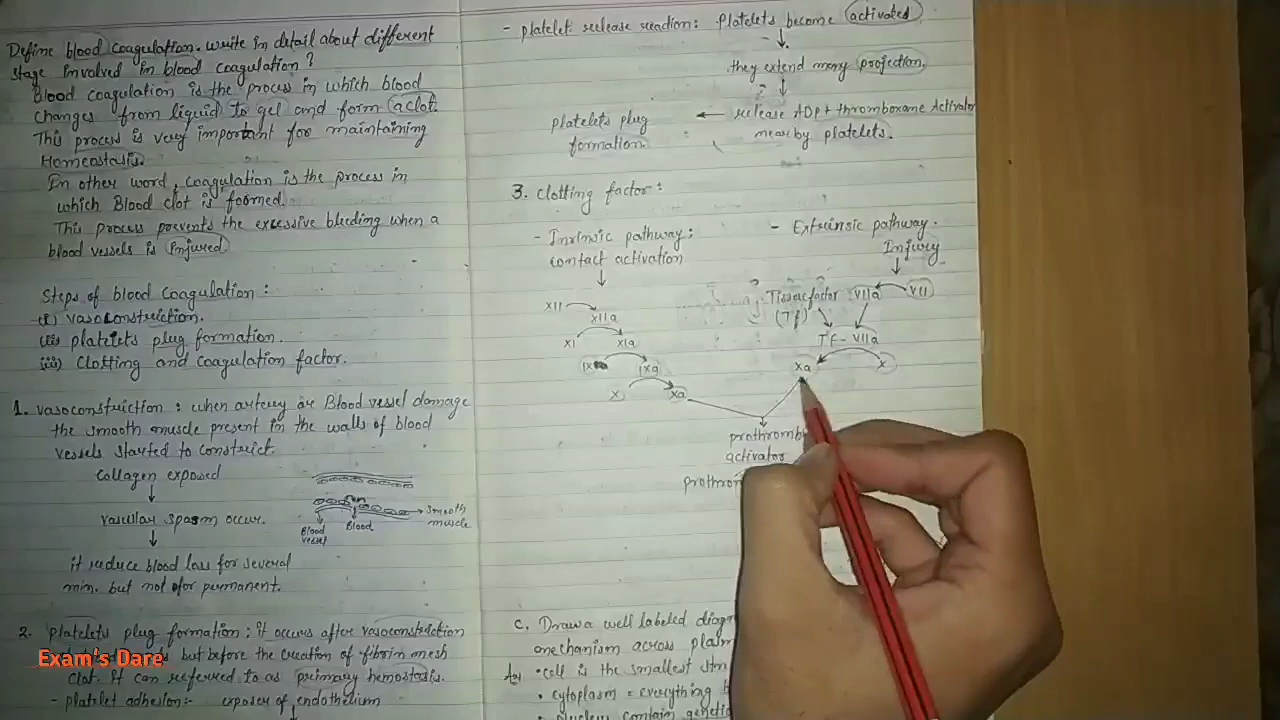 Define blood coagulation. write in detail about different
stage involved in blood coagulation?
Blood coagulation is the process in which blood
changes from liquid to gel and form a clot.
This process is very important for maintaining
Homeostasis.
In other word, coagulation is the process in
which Blood clot is foormed.
This process prevents the excessive bleeding when a
blood vessels is Injured.
Steps of blood coagulation:
(i) vasoconstriction.
(ii) platelets plug formation.
(iii) Clotting and coagulation factor.
1. vasoconstriction: when artery or Blood vessel damage
the smooth muscle present in the walls of blood
vessels started to constrict.
Collagen exposed
vascular spasm occur.
smooth
muscle
Blood
vessel
Blood
it reduce blood loss for several
min. but not for permanent.
2. platelets plug formation: it occurs after vasoconstriction
but before the creation of fibrin mesh
clot. it can referred to as primary hemostasis.
- platelet adhesion:- exposer of endothelium
Exam's Dare
- platelet release reaction: platelets become activated
they extend many projection.
release ADP + thromboxane Activate
nearby platelets.
platelets plug
formation.
3. Clotting factor:
- Intrinsic pathway:
contact activation
XII
XIIa
XI
XIa
IX
IXa
X
Xa
- Extrinsic pathway.
Injury
Tissue factor
(Tf)
VIIa
VII
TF-VIIa
Xa
X
activator
C. Draw a well labeled
mechanism across
Ans • cell is the smallest
• cytoplasm = everything
contain